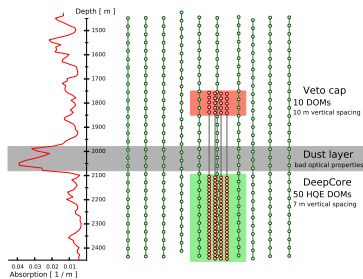 Depth [ m ]
1500
1600
1700
1800
1900
2000
2100
2200
2300
2400
Veto cap
10 DOMs
10 m vertical spacing
Dust layer
bad optical properties
DeepCore
50 HQE DOMs
7 m vertical spacing
0.04 0.03 0.02 0.01
Absorption [ 1 / m ]